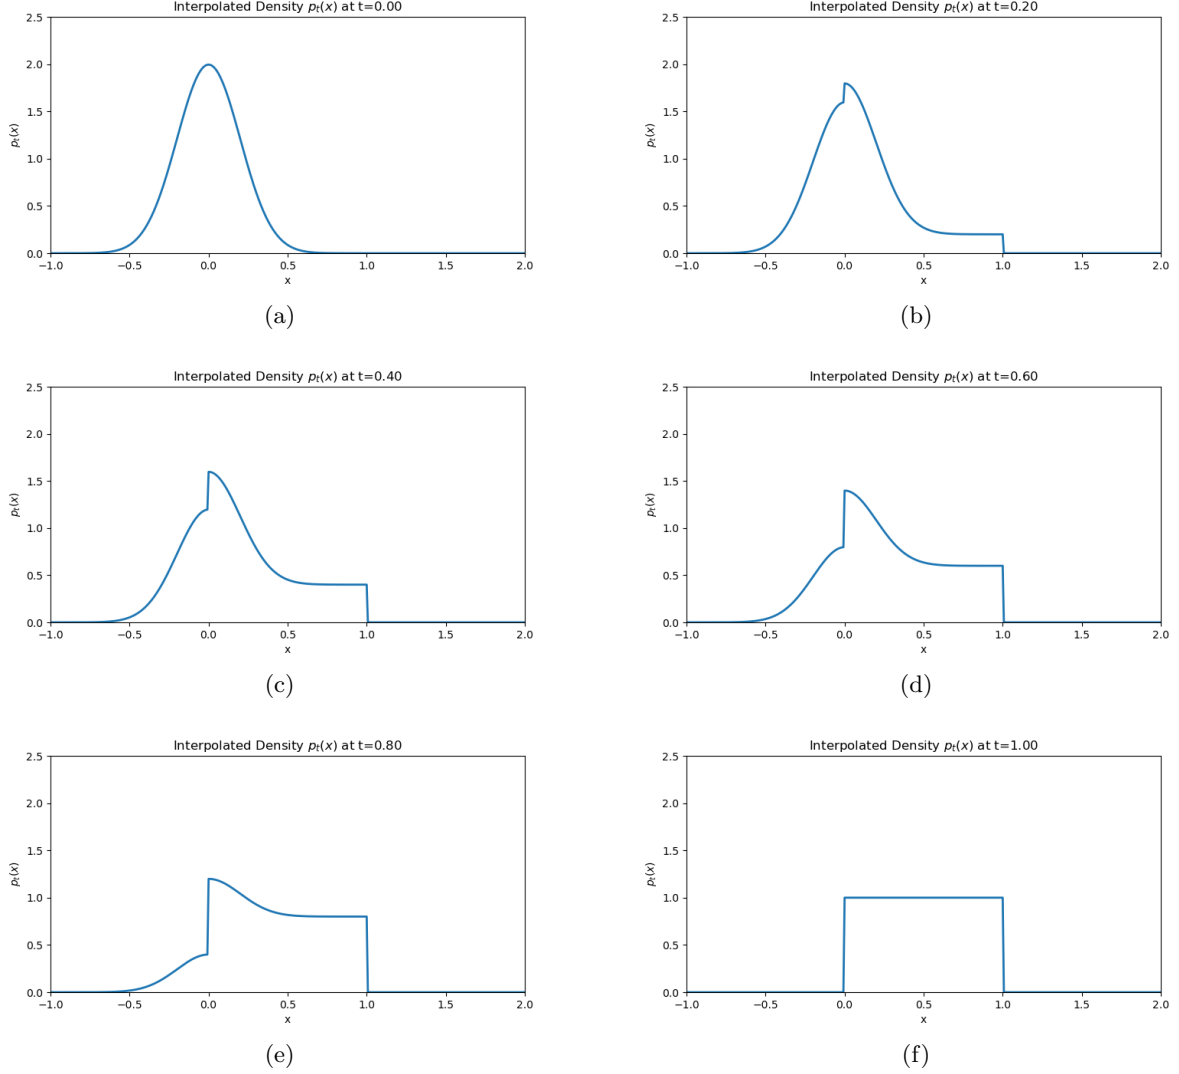 Interpolated Density p_t(x) at t=0.00
2.5
2.0
1.5
1.0
0.5
0.0
p_t(x)
−1.0 −0.5 0.0 0.5 1.0 1.5 2.0
x
(a)
Interpolated Density p_t(x) at t=0.20
2.5
2.0
1.5
1.0
0.5
0.0
p_t(x)
−1.0 −0.5 0.0 0.5 1.0 1.5 2.0
x
(b)
Interpolated Density p_t(x) at t=0.40
2.5
2.0
1.5
1.0
0.5
0.0
p_t(x)
−1.0 −0.5 0.0 0.5 1.0 1.5 2.0
x
(c)
Interpolated Density p_t(x) at t=0.60
2.5
2.0
1.5
1.0
0.5
0.0
p_t(x)
−1.0 −0.5 0.0 0.5 1.0 1.5 2.0
x
(d)
Interpolated Density p_t(x) at t=0.80
2.5
2.0
1.5
1.0
0.5
0.0
p_t(x)
−1.0 −0.5 0.0 0.5 1.0 1.5 2.0
x
(e)
Interpolated Density p_t(x) at t=1.00
2.5
2.0
1.5
1.0
0.5
0.0
p_t(x)
−1.0 −0.5 0.0 0.5 1.0 1.5 2.0
x
(f)